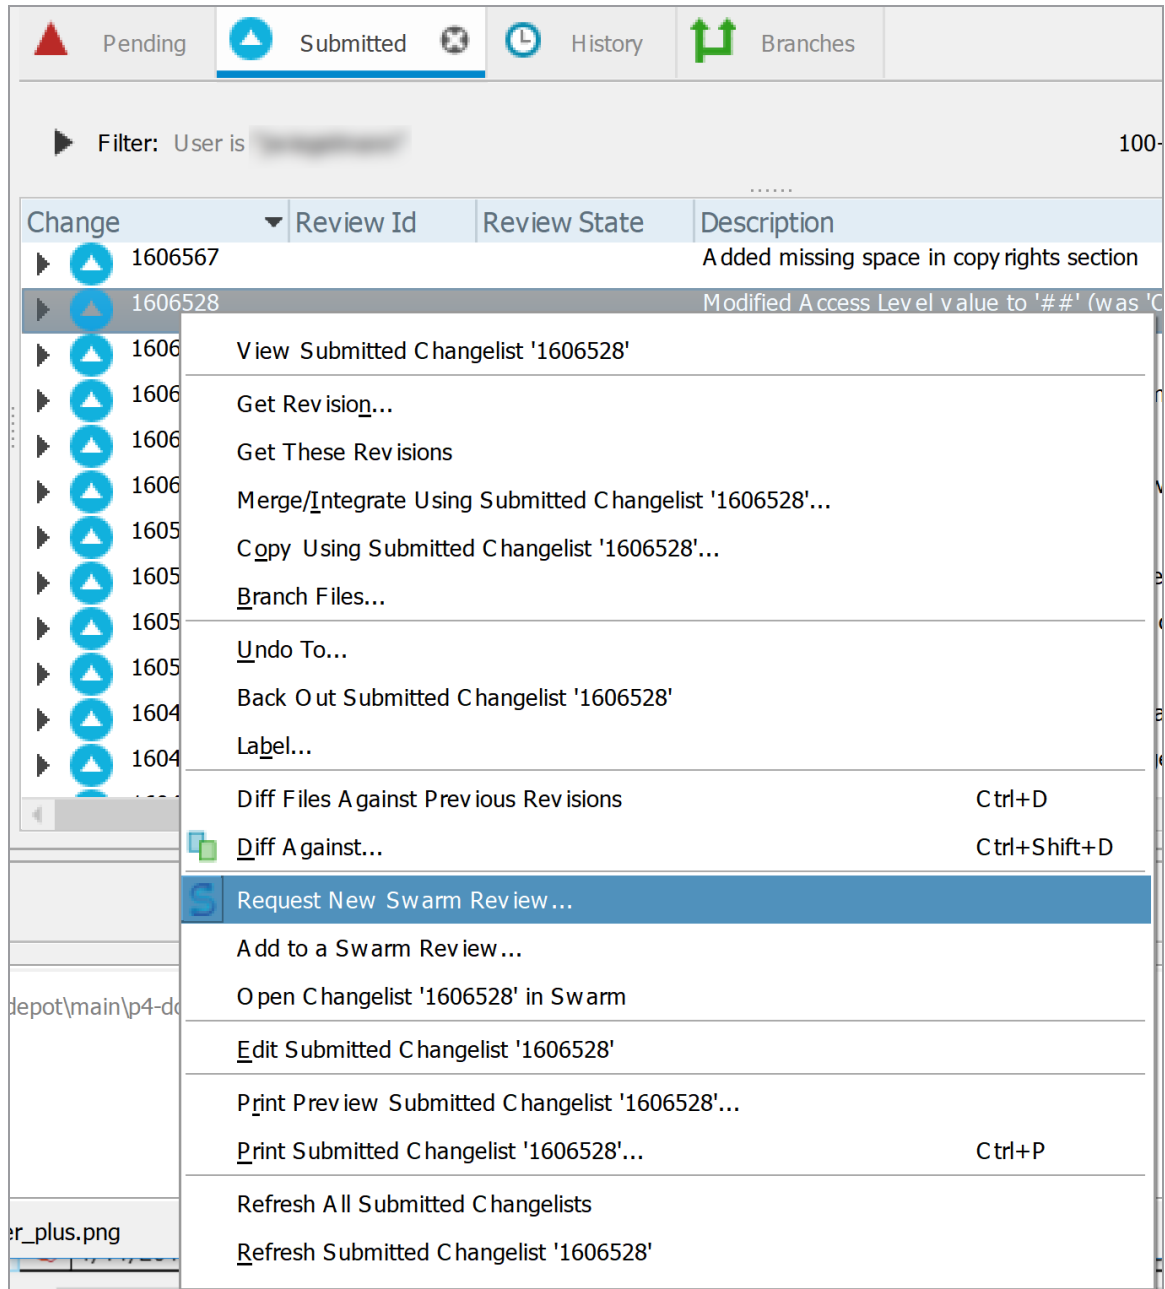 Pending Submitted History Branches
Filter: User is 100-
Change Review Id Review State Description
1606567 Added missing space in copyrights section
1606528 Modified Access Level value to '##' (was 'C
1606
View Submitted Changelist '1606528'
1606
Get Revision...
1606
Get These Revisions
1606
Merge/Integrate Using Submitted Changelist '1606528'...
1605
Copy Using Submitted Changelist '1606528'...
1605
Branch Files...
1605
Undo To...
1605
Back Out Submitted Changelist '1606528'
1604
Label...
1604
Diff Files Against Previous Revisions Ctrl+D
Diff Against... Ctrl+Shift+D
Request New Swarm Review...
Add to a Swarm Review...
Open Changelist '1606528' in Swarm
depot\main\p4-dc
Edit Submitted Changelist '1606528'
Print Preview Submitted Changelist '1606528'...
Print Submitted Changelist '1606528'... Ctrl+P
Refresh All Submitted Changelists
er_plus.png
Refresh Submitted Changelist '1606528'